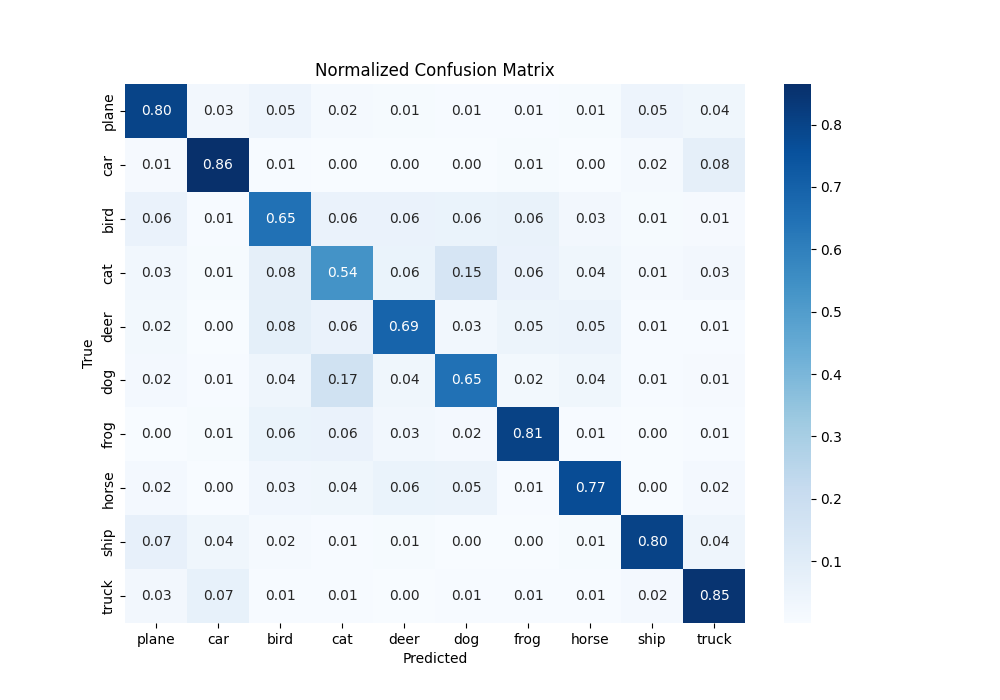 Normalized Confusion Matrix
plane 0.80 0.03 0.05 0.02 0.01 0.01 0.01 0.01 0.05 0.04
car 0.01 0.86 0.01 0.00 0.00 0.00 0.01 0.00 0.02 0.08
bird 0.06 0.01 0.65 0.06 0.06 0.06 0.06 0.03 0.01 0.01
cat 0.03 0.01 0.08 0.54 0.06 0.15 0.06 0.04 0.01 0.03
deer 0.02 0.00 0.08 0.06 0.69 0.03 0.05 0.05 0.01 0.01
dog 0.02 0.01 0.04 0.17 0.04 0.65 0.02 0.04 0.01 0.01
frog 0.00 0.01 0.06 0.06 0.03 0.02 0.81 0.01 0.00 0.01
horse 0.02 0.00 0.03 0.04 0.06 0.05 0.01 0.77 0.00 0.02
ship 0.07 0.04 0.02 0.01 0.01 0.00 0.00 0.01 0.80 0.04
truck 0.03 0.07 0.01 0.01 0.00 0.01 0.01 0.01 0.02 0.85
plane car bird cat deer dog frog horse ship truck
Predicted
True
0.8
0.7
0.6
0.5
0.4
0.3
0.2
0.1